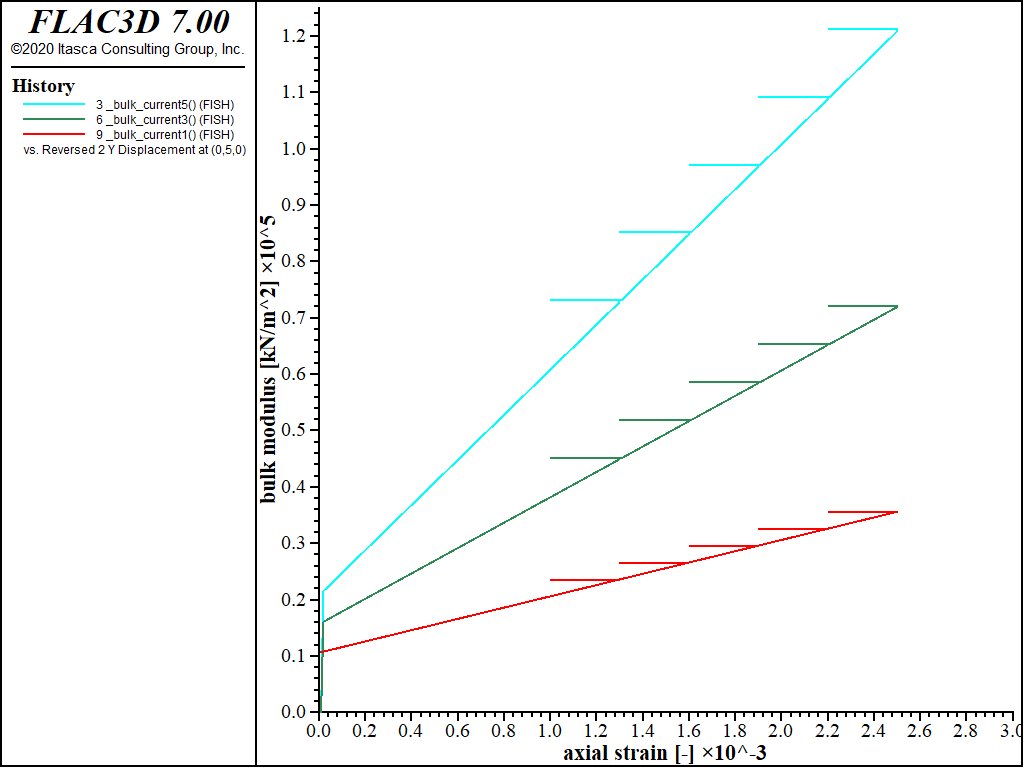 FLAC3D 7.00
©2020 Itasca Consulting Group, Inc.
History
3 _bulk_current5() (FISH)
6 _bulk_current3() (FISH)
9 _bulk_current1() (FISH)
vs. Reversed 2 Y Displacement at (0,5,0)
bulk modulus [kN/m^2] ×10^5
1.2
1.1
1.0
0.9
0.8
0.7
0.6
0.5
0.4
0.3
0.2
0.1
0.0
0.0 0.2 0.4 0.6 0.8 1.0 1.2 1.4 1.6 1.8 2.0 2.2 2.4 2.6 2.8 3.0
axial strain [-] ×10^-3